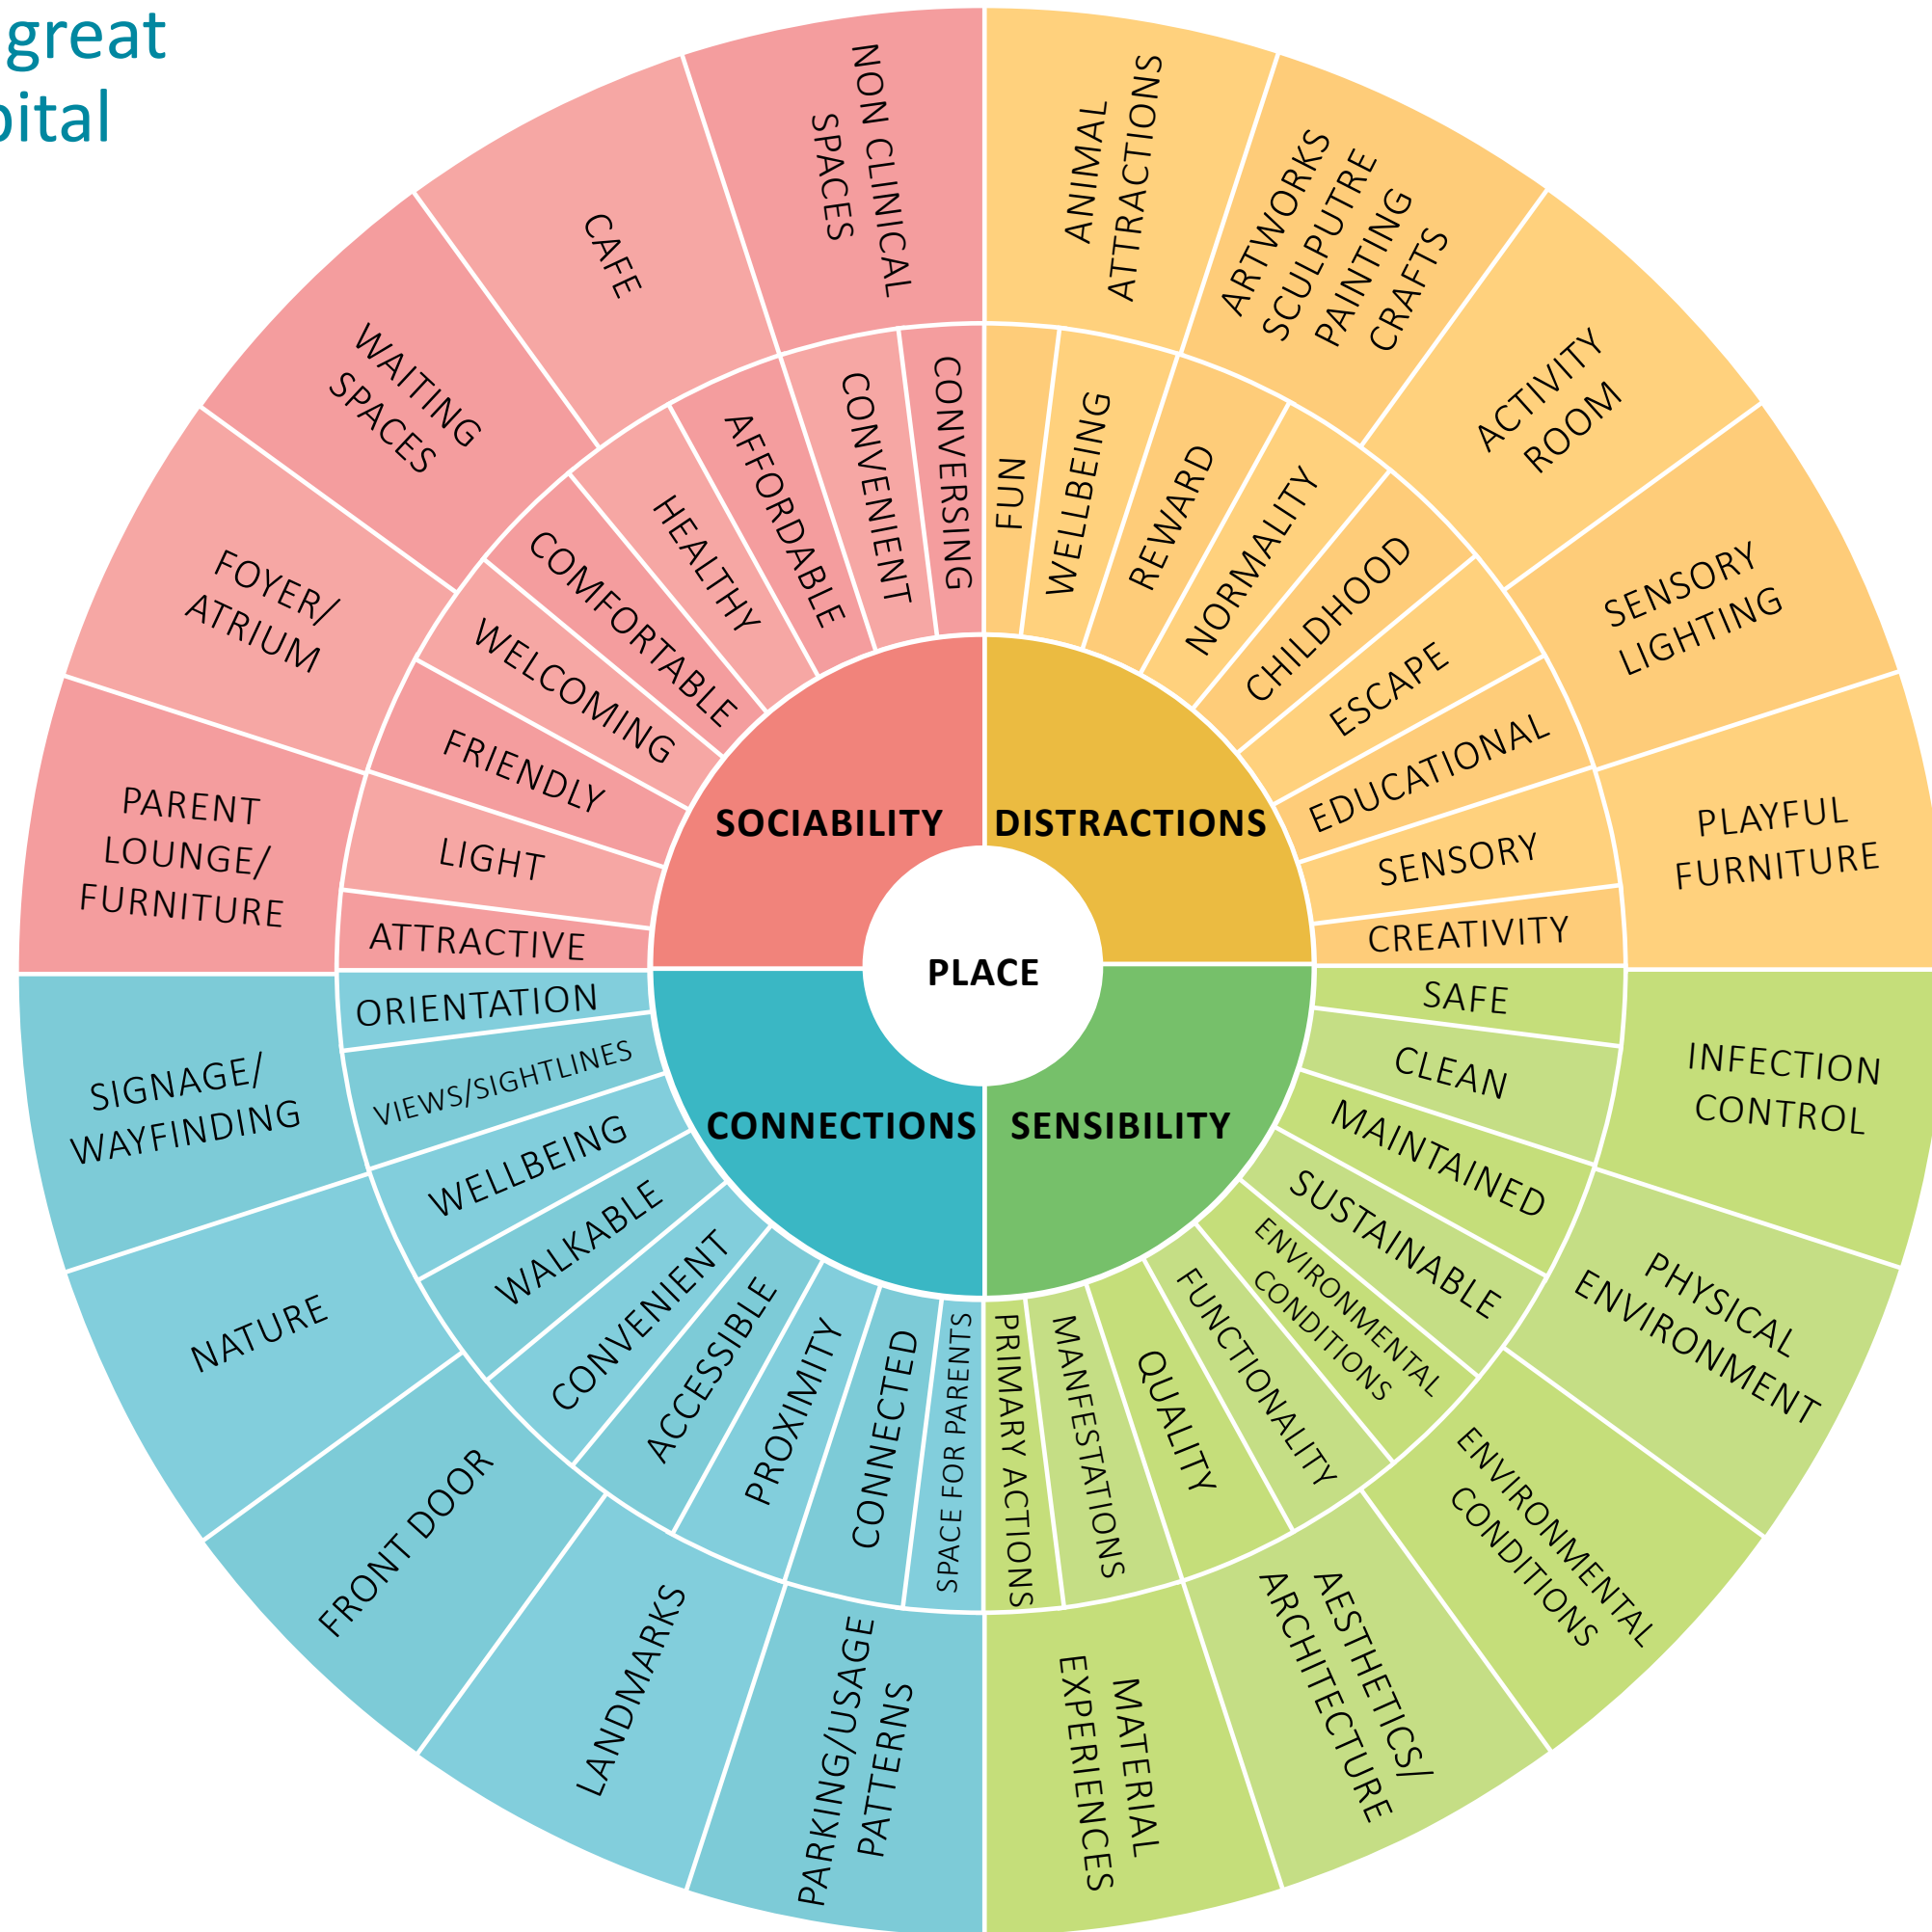 great
pital
NON CLINICAL
SPACES
CAFE
WAITING
SPACES
FOYER/
ATRIUM
PARENT
LOUNGE/
FURNITURE
ANIMAL
ATTRACTIONS
ARTWORKS
SCULPUTRE
PAINTING
CRAFTS
ACTIVITY
ROOM
SENSORY
LIGHTING
PLAYFUL
FURNITURE
CONVERSING
CONVENIENT
AFFORDABLE
HEALTHY
COMFORTABLE
WELCOMING
FRIENDLY
LIGHT
ATTRACTIVE
FUN
WELLBEING
REWARD
NORMALITY
CHILDHOOD
ESCAPE
EDUCATIONAL
SENSORY
CREATIVITY
SOCIABILITY
DISTRACTIONS
PLACE
CONNECTIONS
SENSIBILITY
ORIENTATION
VIEWS/SIGHTLINES
WELLBEING
WALKABLE
CONVENIENT
ACCESSIBLE
PROXIMITY
CONNECTED
SPACE FOR PARENTS
SAFE
CLEAN
MAINTAINED
SUSTAINABLE
ENVIRONMENTAL
CONDITIONS
FUNCTIONALITY
QUALITY
MANFESTATIONS
PRIMARY ACTIONS
SIGNAGE/
WAYFINDING
NATURE
FRONT DOOR
LANDMARKS
PARKING/USAGE
PATTERNS
INFECTION
CONTROL
PHYSICAL
ENVIRONMENT
ENVIRONMENTAL
CONDITIONS
AESTHETICS/
ARCHITECTURE
MATERIAL
EXPERIENCES